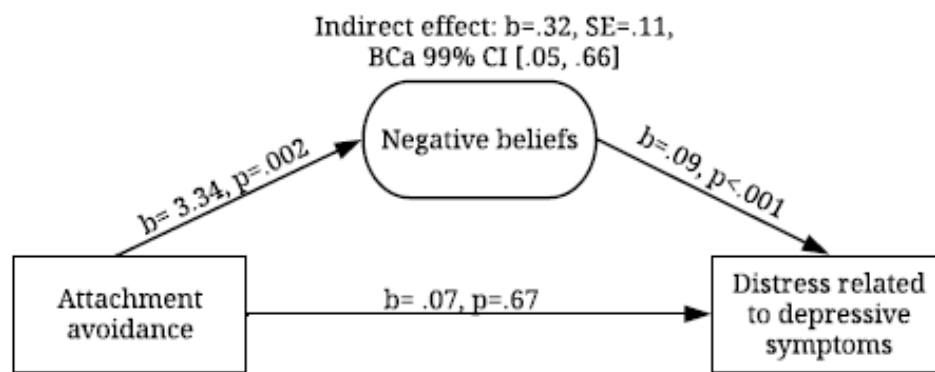 Indirect effect: b=.32, SE=.11,
BCa 99% CI [.05, .66]
Negative beliefs
b= 3.34, p=.002
b=.09, p<.001
Attachment
avoidance
b= .07, p=.67
Distress related
to depressive
symptoms